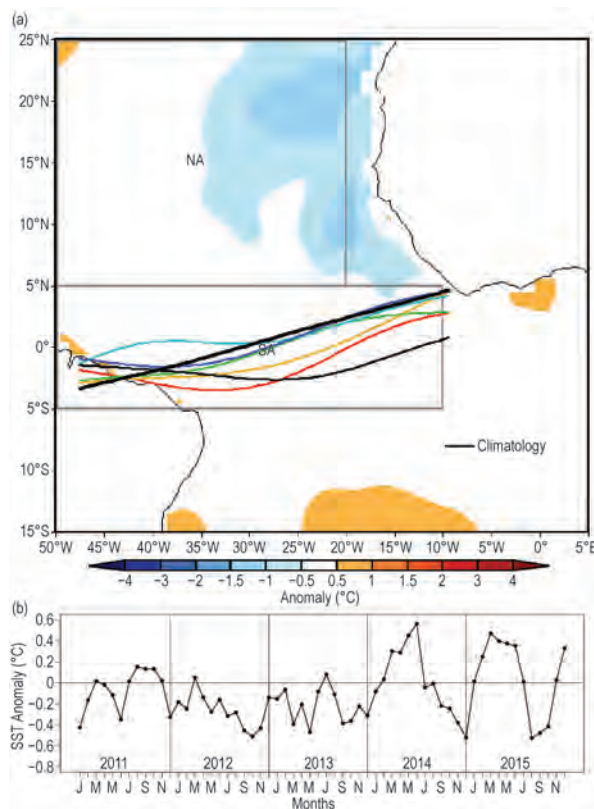 (a)
25°N
20°N
15°N
10°N
5°N
0°
5°S
10°S
15°S
NA
SA
Climatology
50°W 45°W 40°W 35°W 30°W 25°W 20°W 15°W 10°W 5°W 0° 5°E
−4 −3 −2 −1.5 −1 −0.5 0.5 1 1.5 2 3 4
Anomaly (°C)
(b)
SST Anomaly (°C)
0.6
0.4
0.2
0
−0.2
−0.4
−0.6
−0.8
2011 2012 2013 2014 2015
J M M J S N J M M J S N J M M J S N J M M J S N J M M J S N
Months